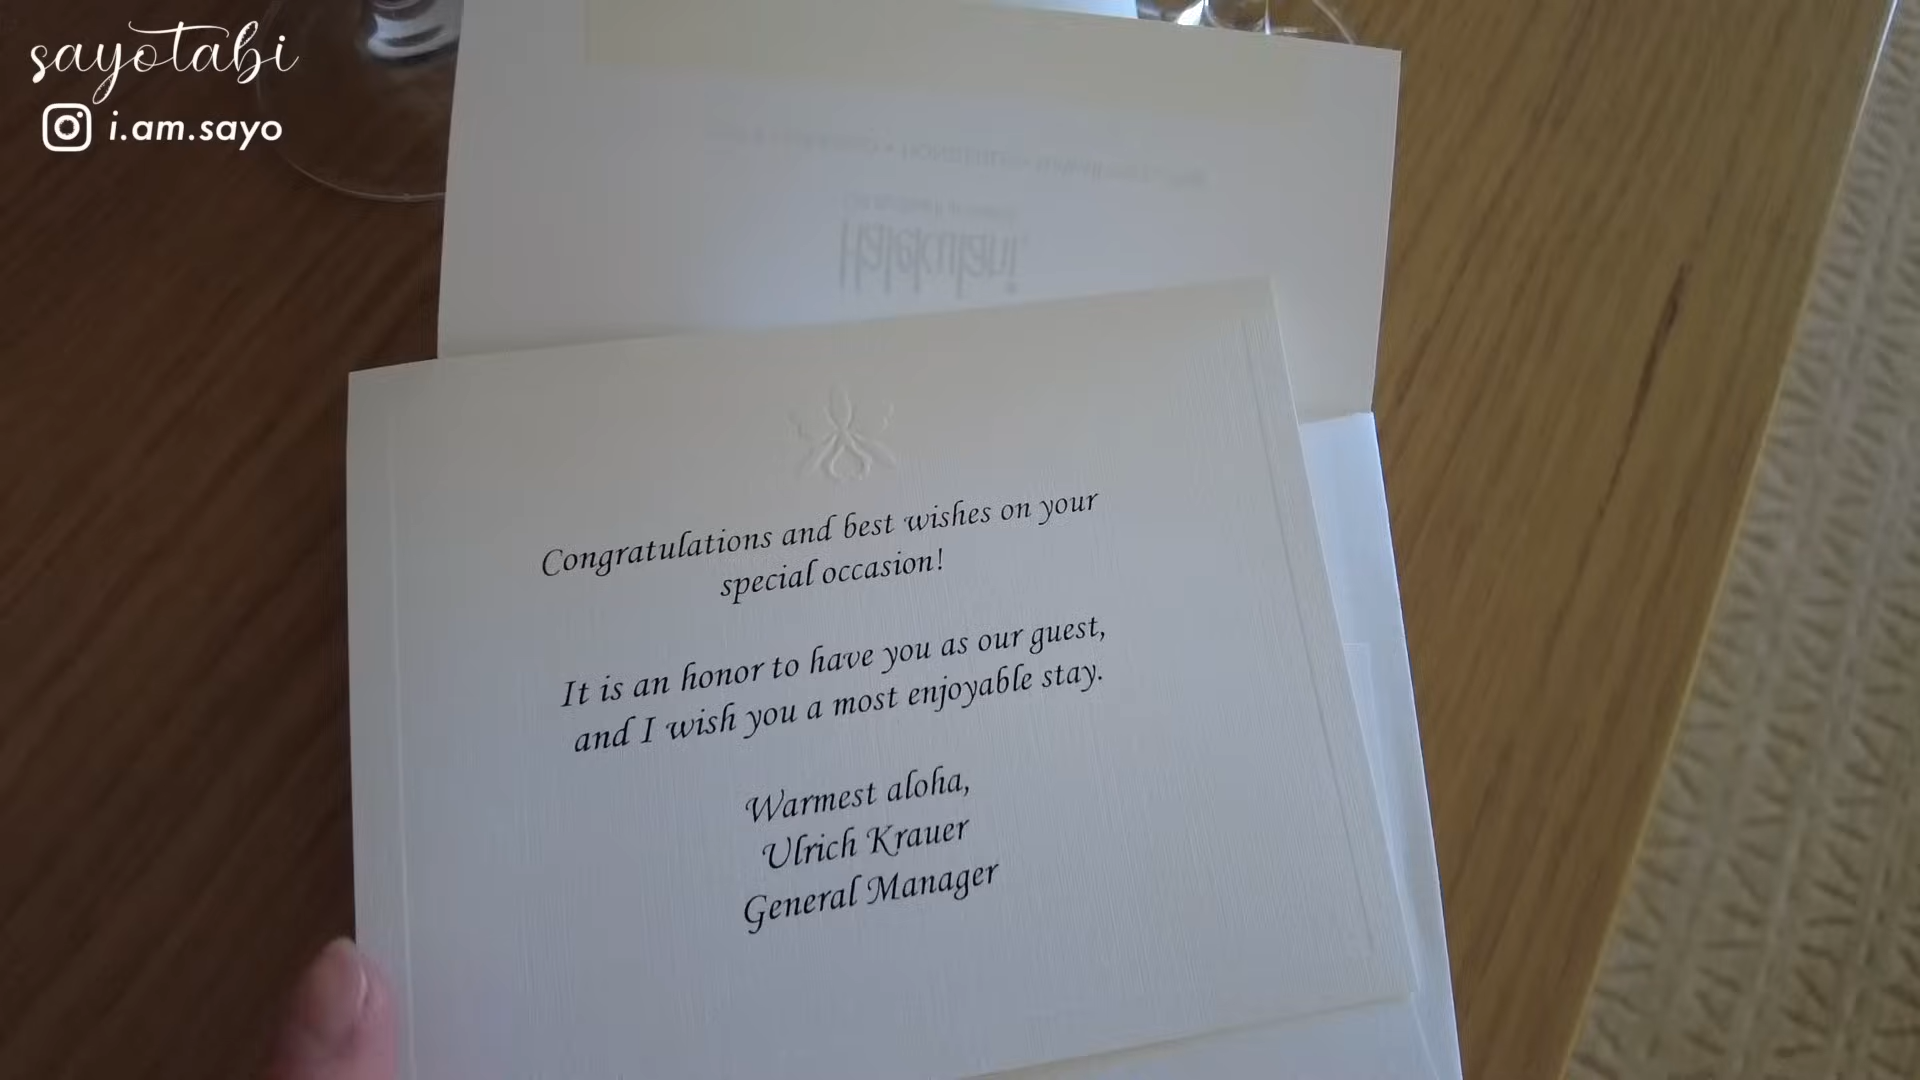 sayotabi
i.am.sayo
Halekulani
Congratulations and best wishes on your
special occasion!
It is an honor to have you as our guest,
and I wish you a most enjoyable stay.
Warmest aloha,
Ulrich Krauer
General Manager